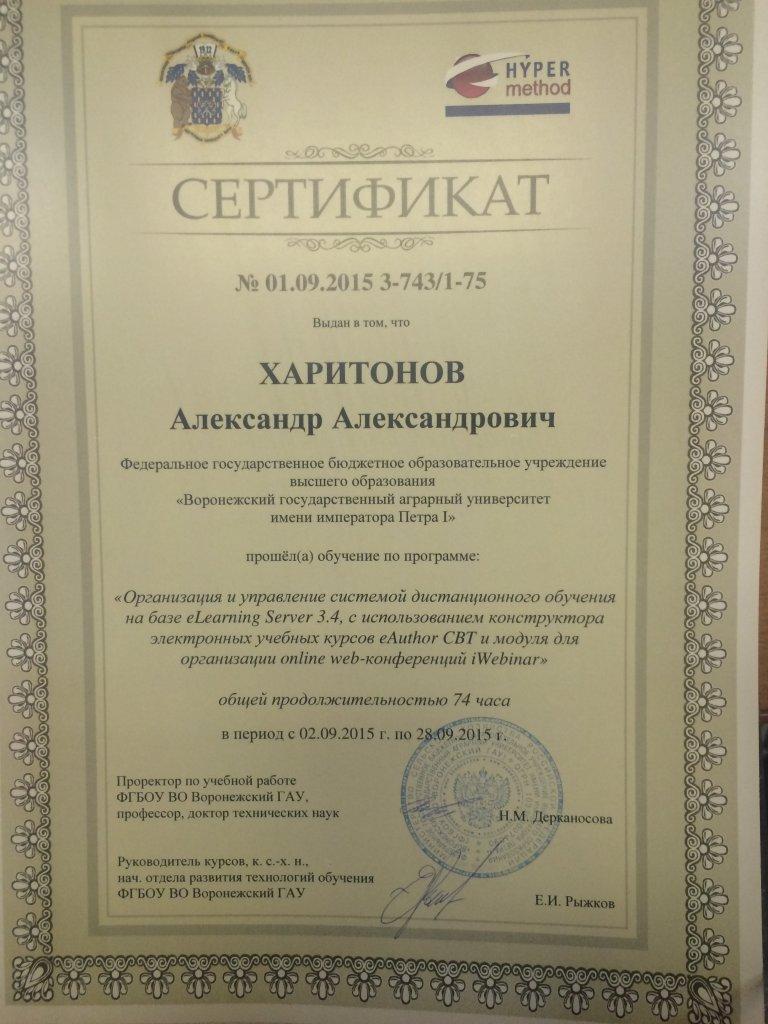 HYPER
method
СЕРТИФИКАТ
№ 01.09.2015 3-743/1-75
Выдан в том, что
ХАРИТОНОВ
Александр Александрович
Федеральное государственное бюджетное образовательное учреждение
высшего образования
«Воронежский государственный аграрный университет
имени императора Петра I»
прошёл(а) обучение по программе:
«Организация и управление системой дистанционного обучения
на базе eLearning Server 3.4, с использованием конструктора
электронных учебных курсов eAuthor CBT и модуля для
организации online web-конференций iWebinar»
общей продолжительностью 74 часа
в период с 02.09.2015 г. по 28.09.2015 г.
Проректор по учебной работе
ФГБОУ ВО Воронежский ГАУ,
профессор, доктор технических наук
Н.М. Дерканосова
Руководитель курсов, к. с.-х. н.,
нач. отдела развития технологий обучения
ФГБОУ ВО Воронежский ГАУ
Е.И. Рыжков